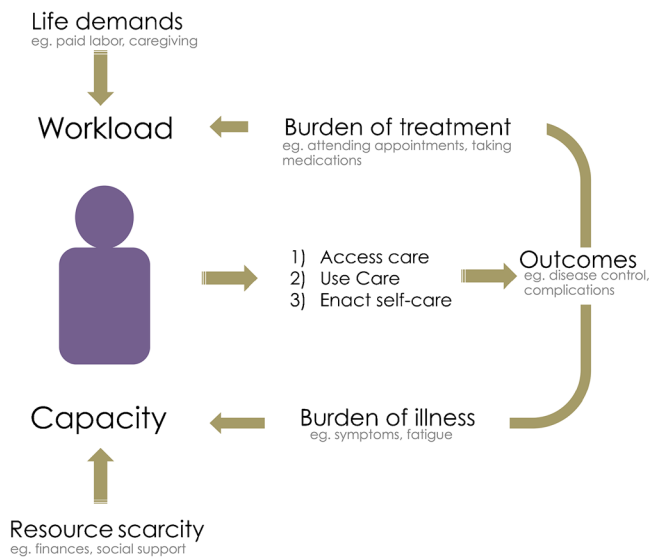 Life demands
eg. paid labor, caregiving
Workload
Burden of treatment
eg. attending appointments, taking
medications
1) Access care
2) Use Care
3) Enact self-care
Outcomes
eg. disease control,
complications
Capacity
Burden of illness
eg. symptoms, fatigue
Resource scarcity
eg. finances, social support